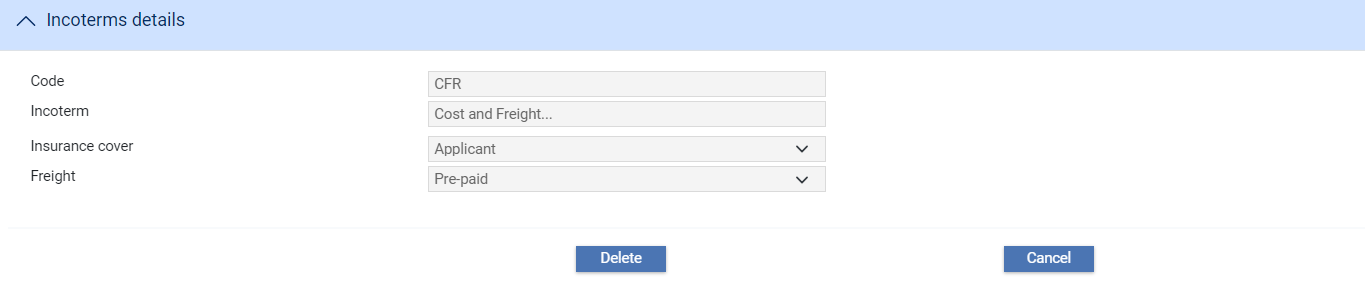 Incoterms details
Code CFR
Incoterm Cost and Freight...
Insurance cover Applicant
Freight Pre-paid
Delete Cancel